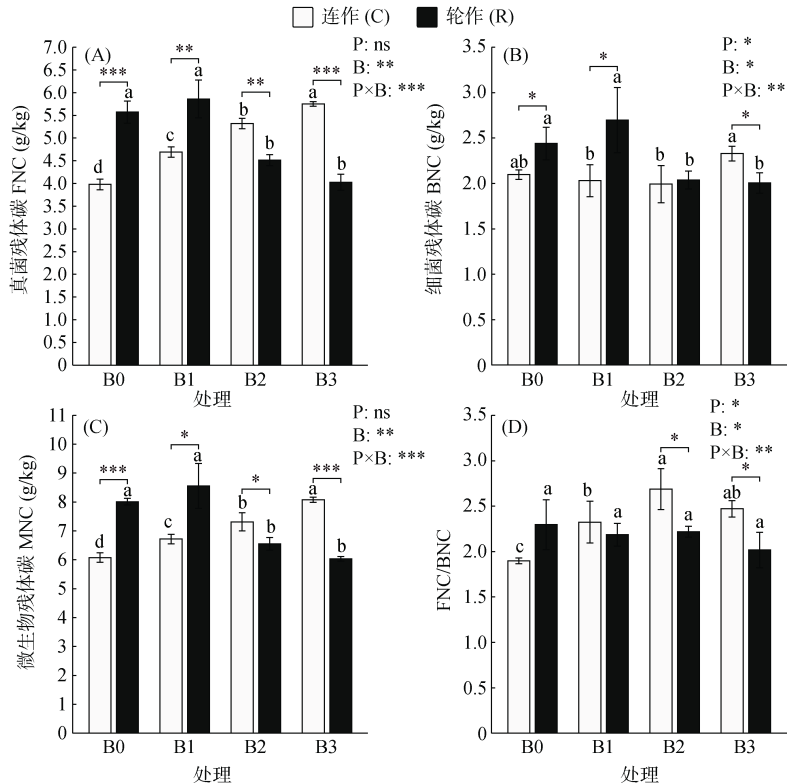 连作 (C) 轮作 (R)
(A)
P: ns
B: **
P×B: ***
真菌残体碳 FNC (g/kg)
7.0
6.5
6.0
5.5
5.0
4.5
4.0
3.5
3.0
2.5
2.0
1.5
1.0
0.5
0
*** ** ** ***
d a c a b b a b
B0 B1 B2 B3
处理
(B)
P: *
B: *
P×B: **
细菌残体碳 BNC (g/kg)
3.5
3.0
2.5
2.0
1.5
1.0
0.5
0
* * *
ab a b a b b a b
B0 B1 B2 B3
处理
(C)
P: ns
B: **
P×B: ***
微生物残体碳 MNC (g/kg)
11
10
9
8
7
6
5
4
3
2
1
0
*** * * ***
d a c a b b a b
B0 B1 B2 B3
处理
(D)
P: *
B: *
P×B: **
FNC/BNC
3.5
3.0
2.5
2.0
1.5
1.0
0.5
0
* *
c a b a a a ab a
B0 B1 B2 B3
处理